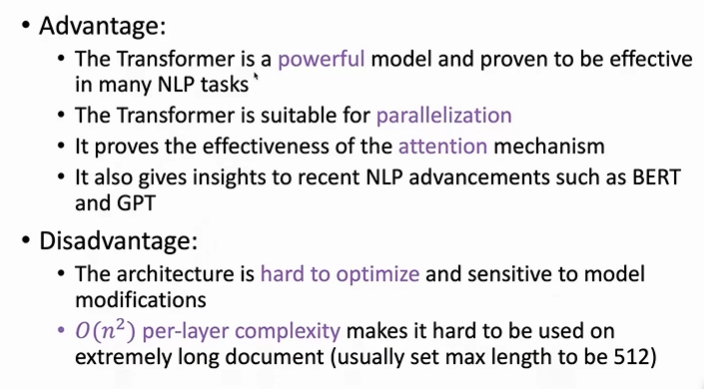 • Advantage:
• The Transformer is a powerful model and proven to be effective
in many NLP tasks
• The Transformer is suitable for parallelization
• It proves the effectiveness of the attention mechanism
• It also gives insights to recent NLP advancements such as BERT
and GPT
• Disadvantage:
• The architecture is hard to optimize and sensitive to model
modifications
• O(n²) per-layer complexity makes it hard to be used on
extremely long document (usually set max length to be 512)